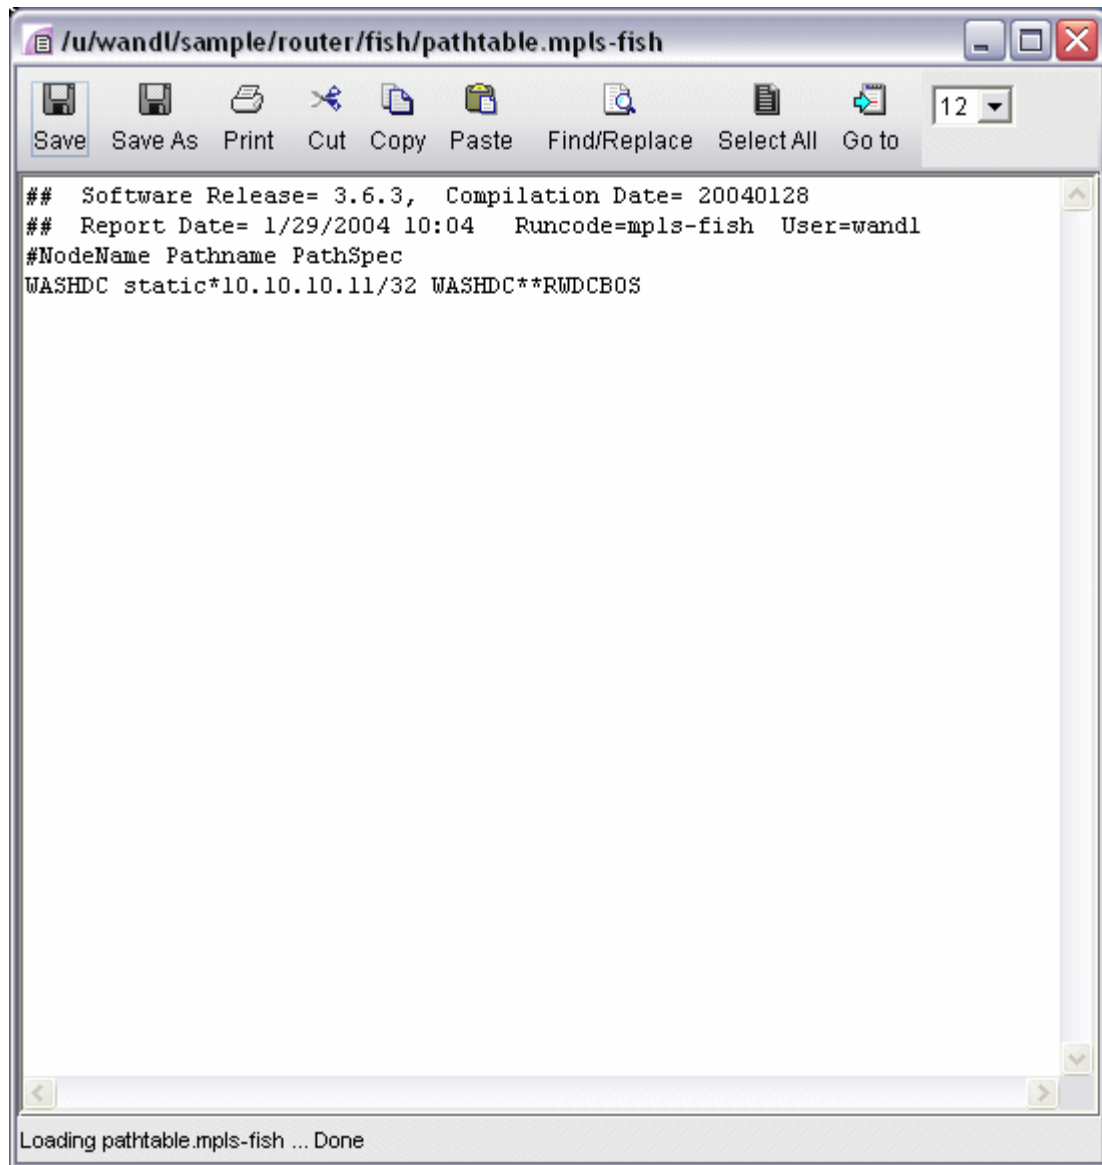 /u/wandl/sample/router/fish/pathtable.mpls-fish
Save Save As Print Cut Copy Paste Find/Replace Select All Go to 12
## Software Release= 3.6.3, Compilation Date= 20040128
## Report Date= 1/29/2004 10:04 Runcode=mpls-fish User=wandl
#NodeName Pathname PathSpec
WASHDC static*10.10.10.11/32 WASHDC**RWDCBOS
Loading pathtable.mpls-fish ... Done